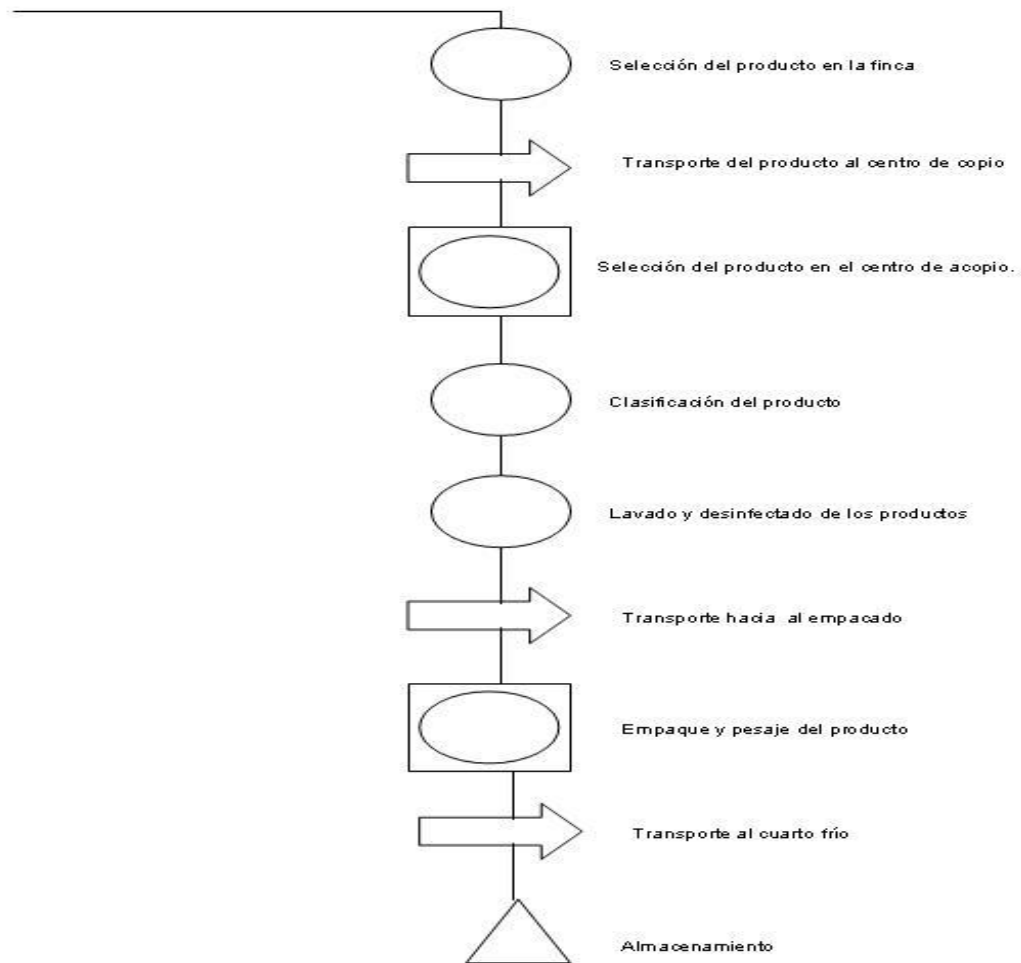 Selección del producto en la finca
Transporte del producto al centro de copio
Selección del producto en el centro de acopio.
Clasificación del producto
Lavado y desinfectado de los productos
Transporte hacia al empacado
Empaque y pesaje del producto
Transporte al cuarto frío
Almacenamiento